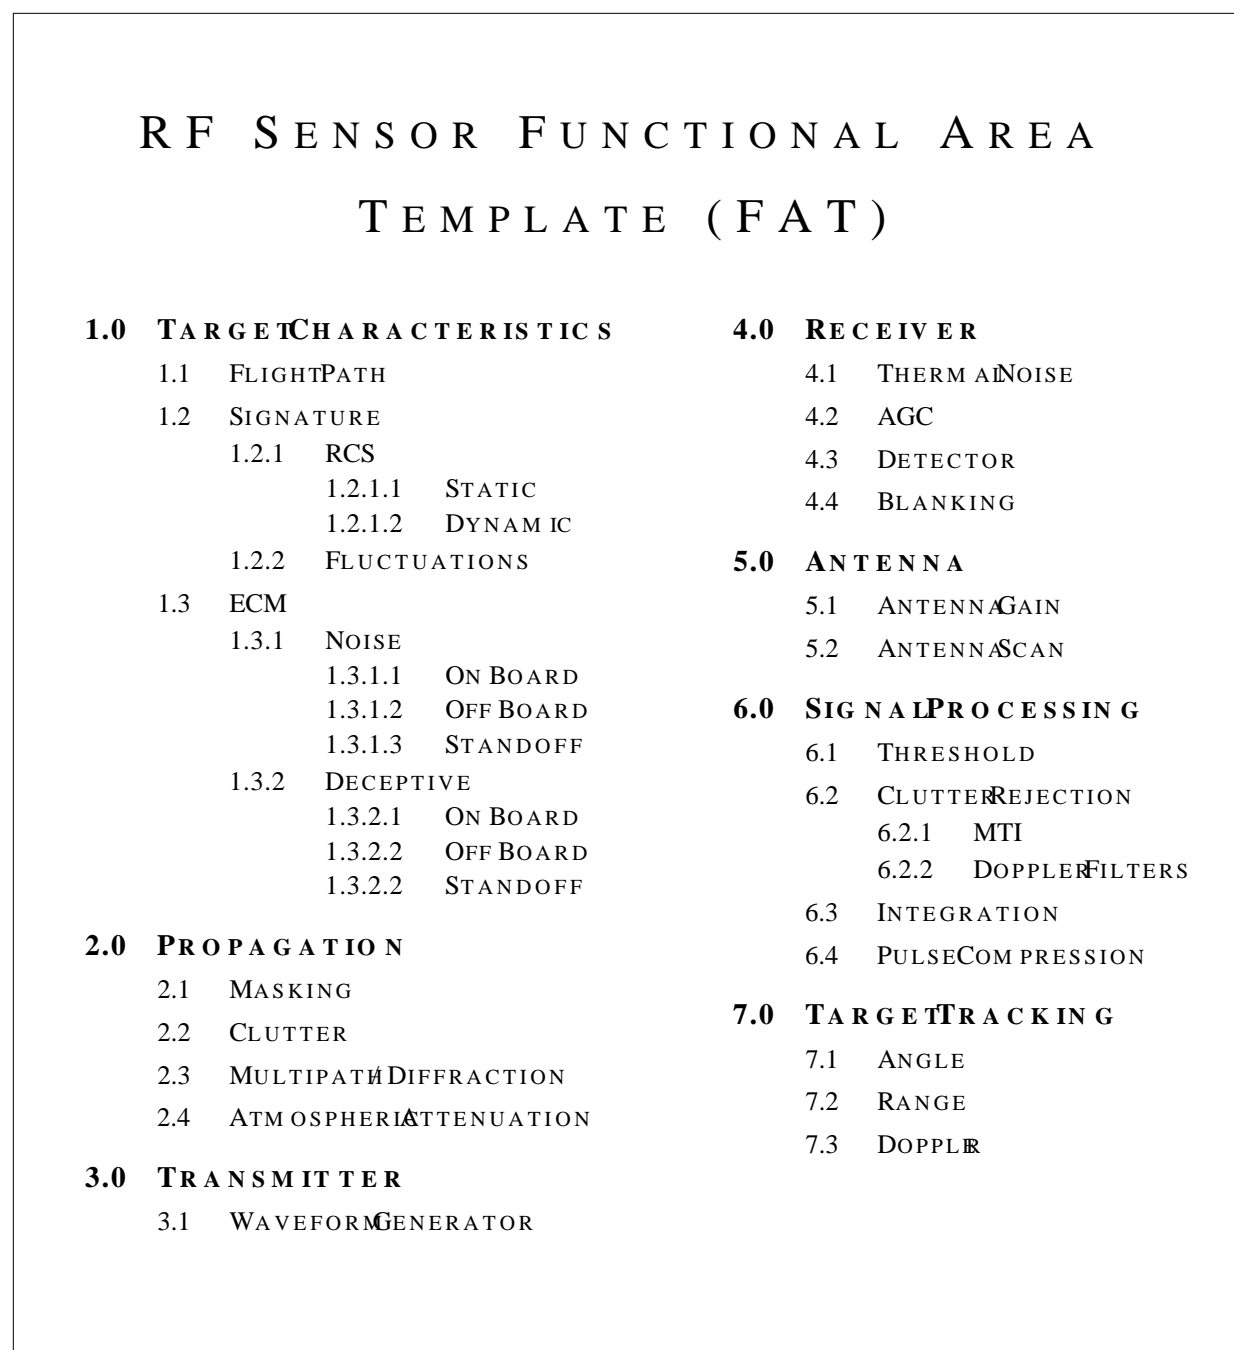 RF SENSOR FUNCTIONAL AREA
TEMPLATE (FAT)
1.0 TARGET CHARACTERISTICS
1.1 FLIGHT PATH
1.2 SIGNATURE
1.2.1 RCS
1.2.1.1 STATIC
1.2.1.2 DYNAMIC
1.2.2 FLUCTUATIONS
1.3 ECM
1.3.1 NOISE
1.3.1.1 ON BOARD
1.3.1.2 OFF BOARD
1.3.1.3 STANDOFF
1.3.2 DECEPTIVE
1.3.2.1 ON BOARD
1.3.2.2 OFF BOARD
1.3.2.2 STANDOFF
2.0 PROPAGATION
2.1 MASKING
2.2 CLUTTER
2.3 MULTIPATH/DIFFRACTION
2.4 ATMOSPHERIC ATTENUATION
3.0 TRANSMITTER
3.1 WAVEFORM GENERATOR
4.0 RECEIVER
4.1 THERMAL NOISE
4.2 AGC
4.3 DETECTOR
4.4 BLANKING
5.0 ANTENNA
5.1 ANTENNA GAIN
5.2 ANTENNA SCAN
6.0 SIGNAL PROCESSING
6.1 THRESHOLD
6.2 CLUTTER REJECTION
6.2.1 MTI
6.2.2 DOPPLER FILTERS
6.3 INTEGRATION
6.4 PULSE COMPRESSION
7.0 TARGET TRACKING
7.1 ANGLE
7.2 RANGE
7.3 DOPPLER